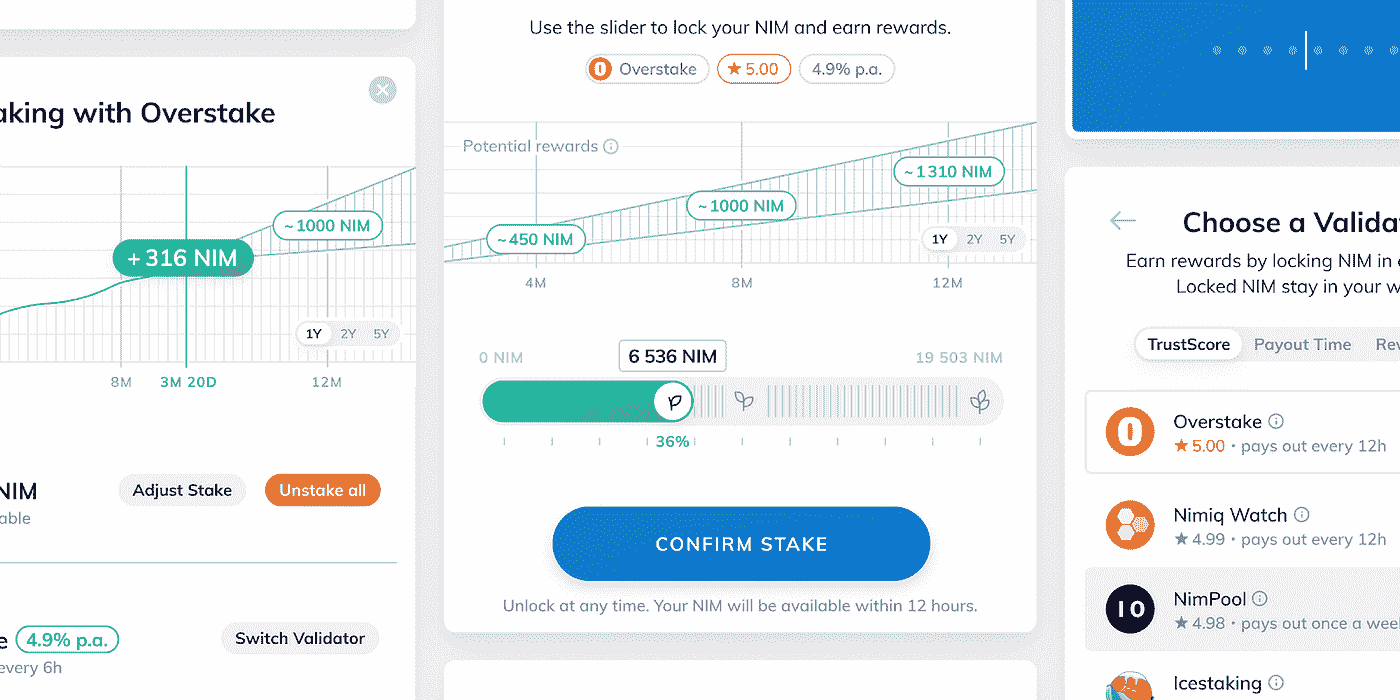 aking with Overstake
~1000 NIM
+316 NIM
1Y 2Y 5Y
8M 3M 20D 12M
NIM
able
Adjust Stake
Unstake all
e 4.9% p.a.
every 6h
Switch Validator
Use the slider to lock your NIM and earn rewards.
Overstake
★ 5.00
4.9% p.a.
Potential rewards
~450 NIM
~1000 NIM
~1310 NIM
1Y 2Y 5Y
4M 8M 12M
0 NIM
6 536 NIM
19 503 NIM
36%
CONFIRM STAKE
Unlock at any time. Your NIM will be available within 12 hours.
Choose a Valida
Earn rewards by locking NIM in e
Locked NIM stay in your w
TrustScore Payout Time Rev
Overstake
★ 5.00 · pays out every 12h
Nimiq Watch
★ 4.99 · pays out every 12h
NimPool
★ 4.98 · pays out once a week
Icestaking